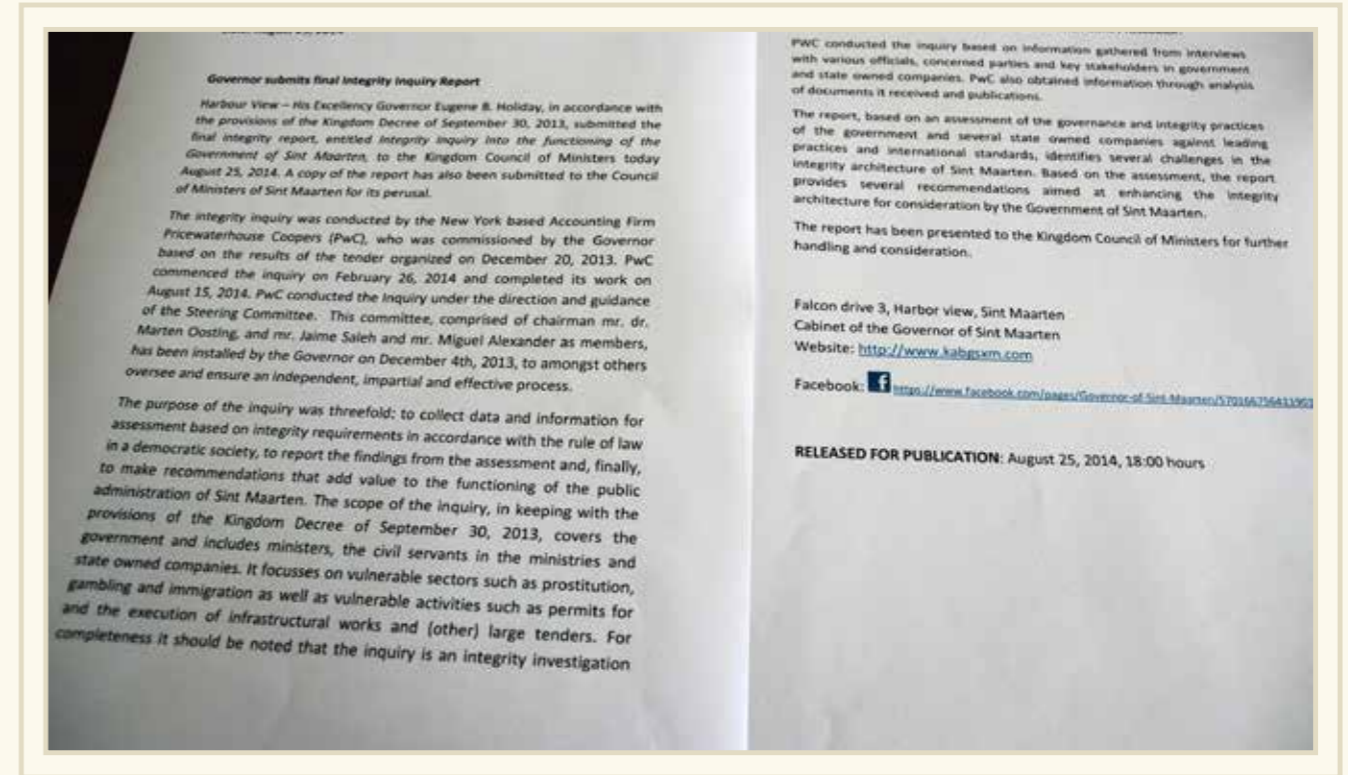 Governor submits final Integrity Inquiry Report
Harbour View – His Excellency Governor Eugene B. Holiday, in accordance with
the provisions of the Kingdom Decree of September 30, 2013, submitted the
final integrity report, entitled Integrity Inquiry into the functioning of the
Government of Sint Maarten, to the Kingdom Council of Ministers today
August 25, 2014. A copy of the report has also been submitted to the Council
of Ministers of Sint Maarten for its perusal.
The integrity inquiry was conducted by the New York based Accounting Firm
Pricewaterhouse Coopers (PwC), who was commissioned by the Governor
based on the results of the tender organized on December 20, 2013. PwC
commenced the inquiry on February 26, 2014 and completed its work on
August 15, 2014. PwC conducted the Inquiry under the direction and guidance
of the Steering Committee. This committee, comprised of chairman mr. dr.
Marten Oosting, and mr. Jaime Saleh and mr. Miguel Alexander as members,
has been installed by the Governor on December 4th, 2013, to amongst others
oversee and ensure an independent, impartial and effective process.
The purpose of the inquiry was threefold: to collect data and information for
assessment based on integrity requirements in accordance with the rule of law
in a democratic society, to report the findings from the assessment and, finally,
to make recommendations that add value to the functioning of the public
administration of Sint Maarten. The scope of the inquiry, in keeping with the
provisions of the Kingdom Decree of September 30, 2013, covers the
government and includes ministers, the civil servants in the ministries and
state owned companies. It focusses on vulnerable sectors such as prostitution,
gambling and immigration as well as vulnerable activities such as permits for
and the execution of infrastructural works and (other) large tenders. For
completeness it should be noted that the inquiry is an integrity investigation
PWC conducted the inquiry based on information gathered from interviews
with various officials, concerned parties and key stakeholders in government
and state owned companies. PwC also obtained information through analysis
of documents it received and publications.
The report, based on an assessment of the governance and integrity practices
of the government and several state owned companies against leading
practices and international standards, identifies several challenges in the
integrity architecture of Sint Maarten. Based on the assessment, the report
provides several recommendations aimed at enhancing the integrity
architecture for consideration by the Government of Sint Maarten.
The report has been presented to the Kingdom Council of Ministers for further
handling and consideration.
Falcon drive 3, Harbor view, Sint Maarten
Cabinet of the Governor of Sint Maarten
Website: http://www.kabgsxm.com
Facebook: f
RELEASED FOR PUBLICATION: August 25, 2014, 18:00 hours